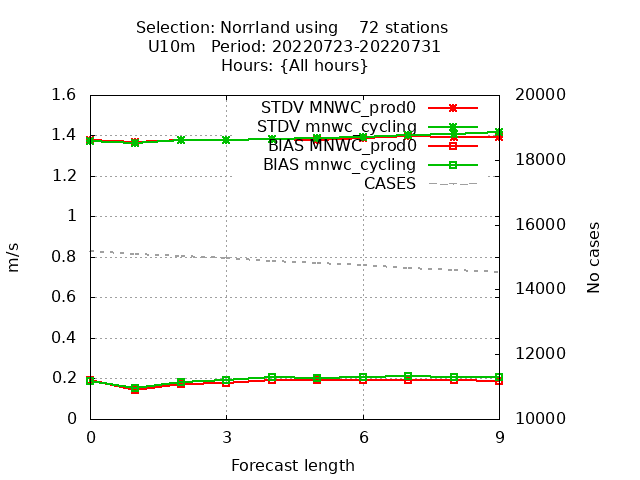 Selection: Norrland using 72 stations
U10m Period: 20220723-20220731
Hours: {All hours}
1.6 20000
STDV MNWC_prod0
STDV mnwc_cycling
1.4
BIAS MNWC_prod0
18000
BIAS mnwc_cycling
1.2
CASES
1 16000
0.8
m/s No cases
0.6 14000
0.4
12000
0.2
0 10000
0 3 6 9
Forecast length